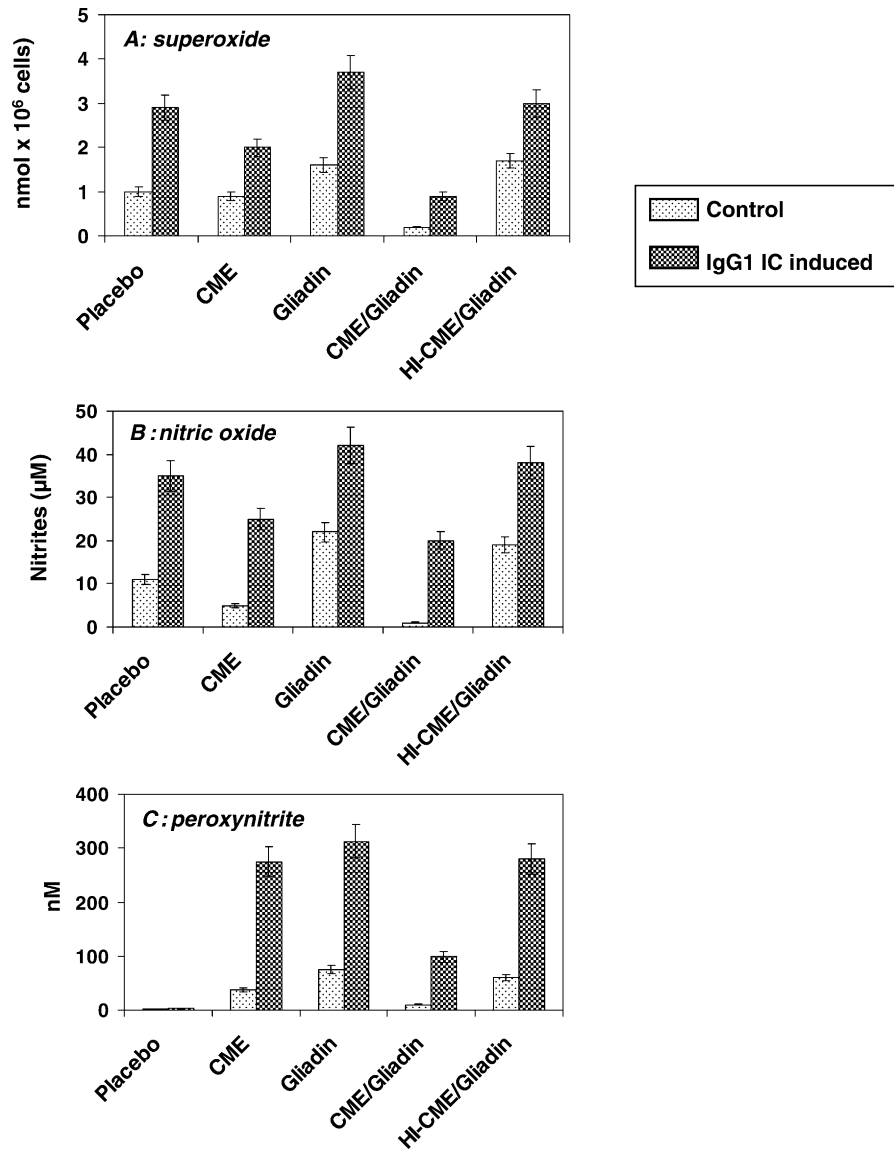 A: superoxide
nmol x 10⁶ cells)
5
4
3
2
1
0
Placebo
CME
Gliadin
CME/Gliadin
HI-CME/Gliadin
Control
IgG1 IC induced
B : nitric oxide
Nitrites (µM)
50
40
30
20
10
0
Placebo
CME
Gliadin
CME/Gliadin
HI-CME/Gliadin
C : peroxynitrite
nM
400
300
200
100
0
Placebo
CME
Gliadin
CME/Gliadin
HI-CME/Gliadin